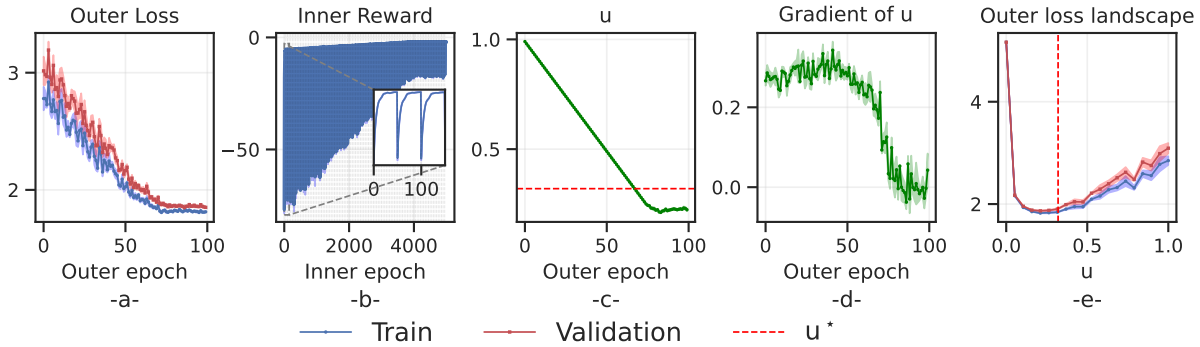 Outer Loss
3
2
0
50
100
Outer epoch
-a-
Inner Reward
0
−50
0
100
0
2000
4000
Inner epoch
-b-
u
1.0
0.5
0
50
100
Outer epoch
-c-
Gradient of u
0.2
0.0
0
50
100
Outer epoch
-d-
Outer loss landscape
4
2
0.0
0.5
1.0
u
-e-
Train
Validation
u*